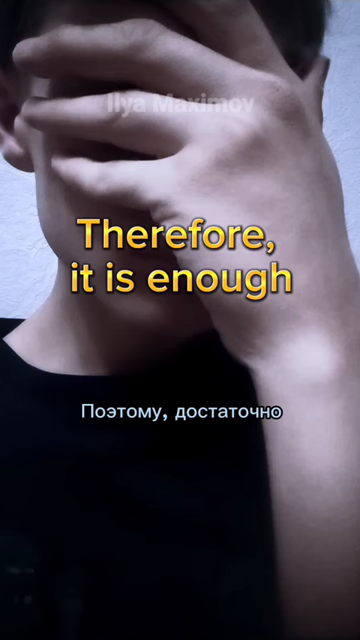 Ilya Maximov
Therefore,
it is enough
Поэтому, достаточно